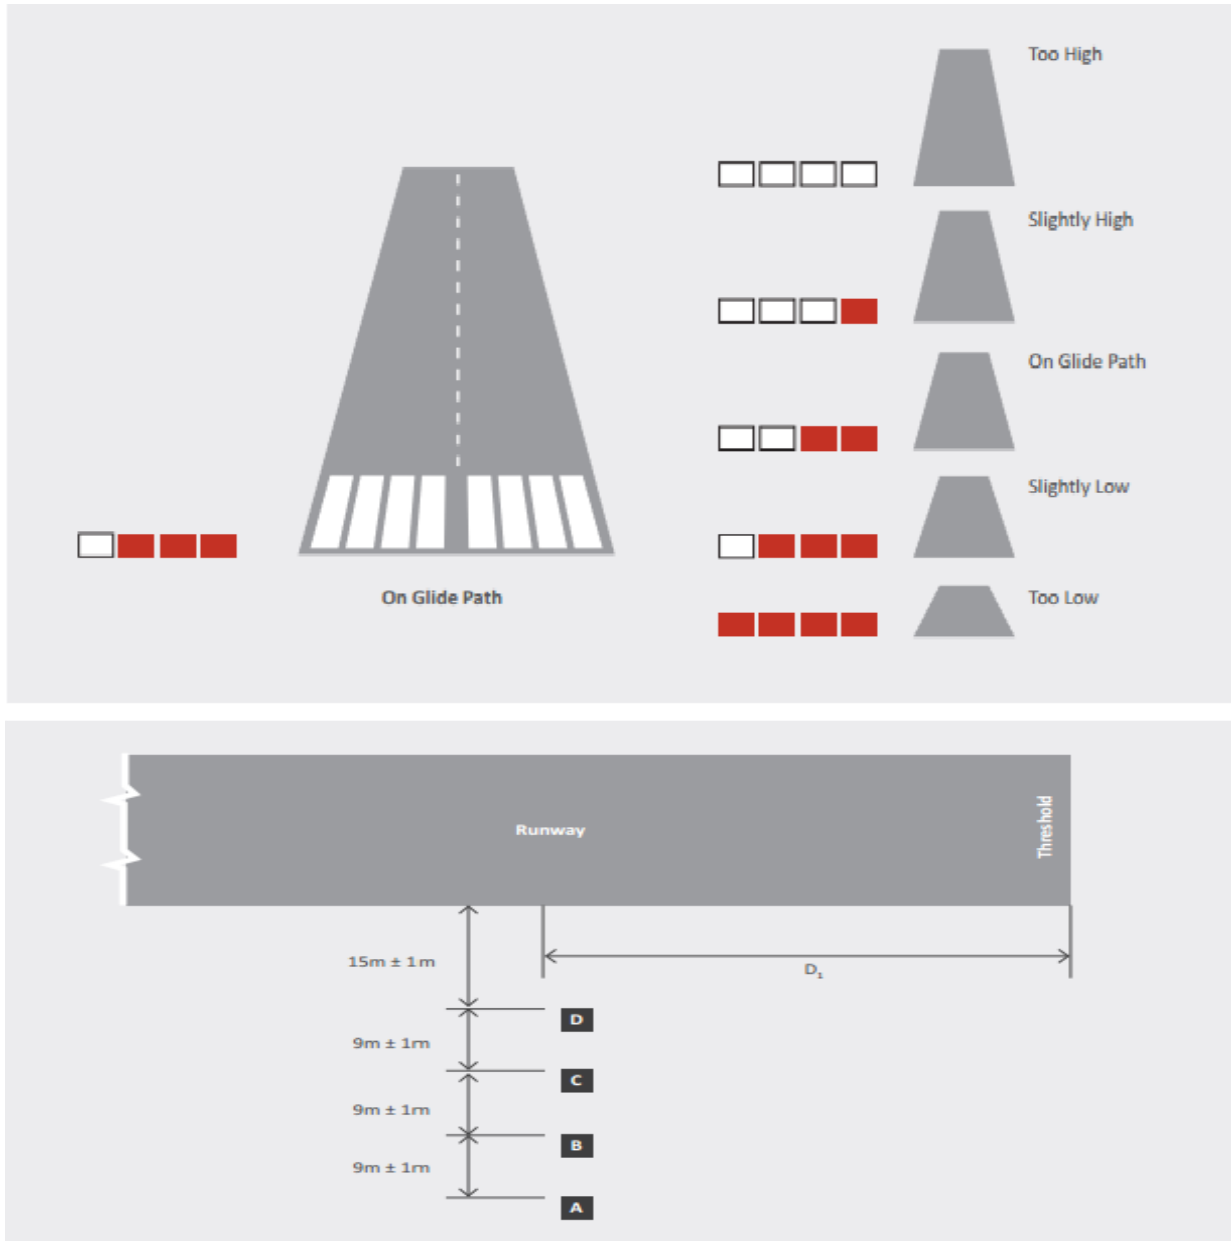 Too High
Slightly High
On Glide Path
Slightly Low
On Glide Path
Too Low
Runway
Threshold
15m ± 1m
D₁
D
9m ± 1m
C
9m ± 1m
B
9m ± 1m
A